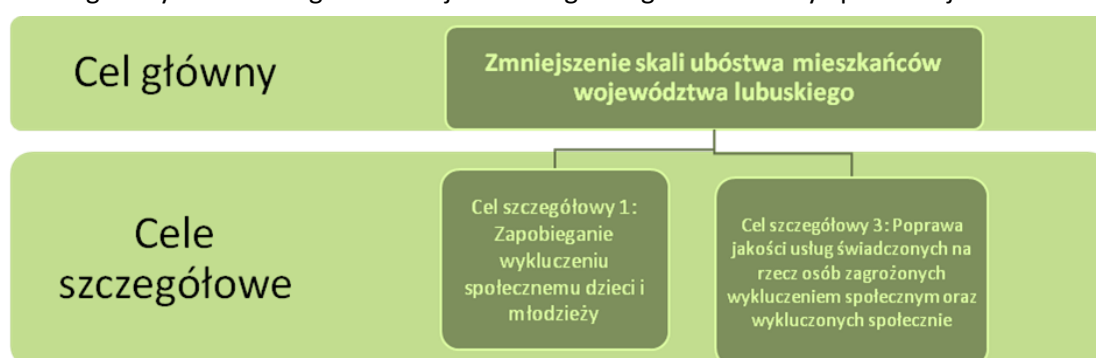 Cel główny
Zmniejszenie skali ubóstwa mieszkańców
województwa lubuskiego
Cele
szczegółowe
Cel szczegółowy 1:
Zapobieganie
wykluczeniu
społecznemu dzieci i
młodzieży
Cel szczegółowy 3: Poprawa
jakości usług świadczonych na
rzecz osób zagrożonych
wykluczeniem społecznym oraz
wykluczonych społecznie